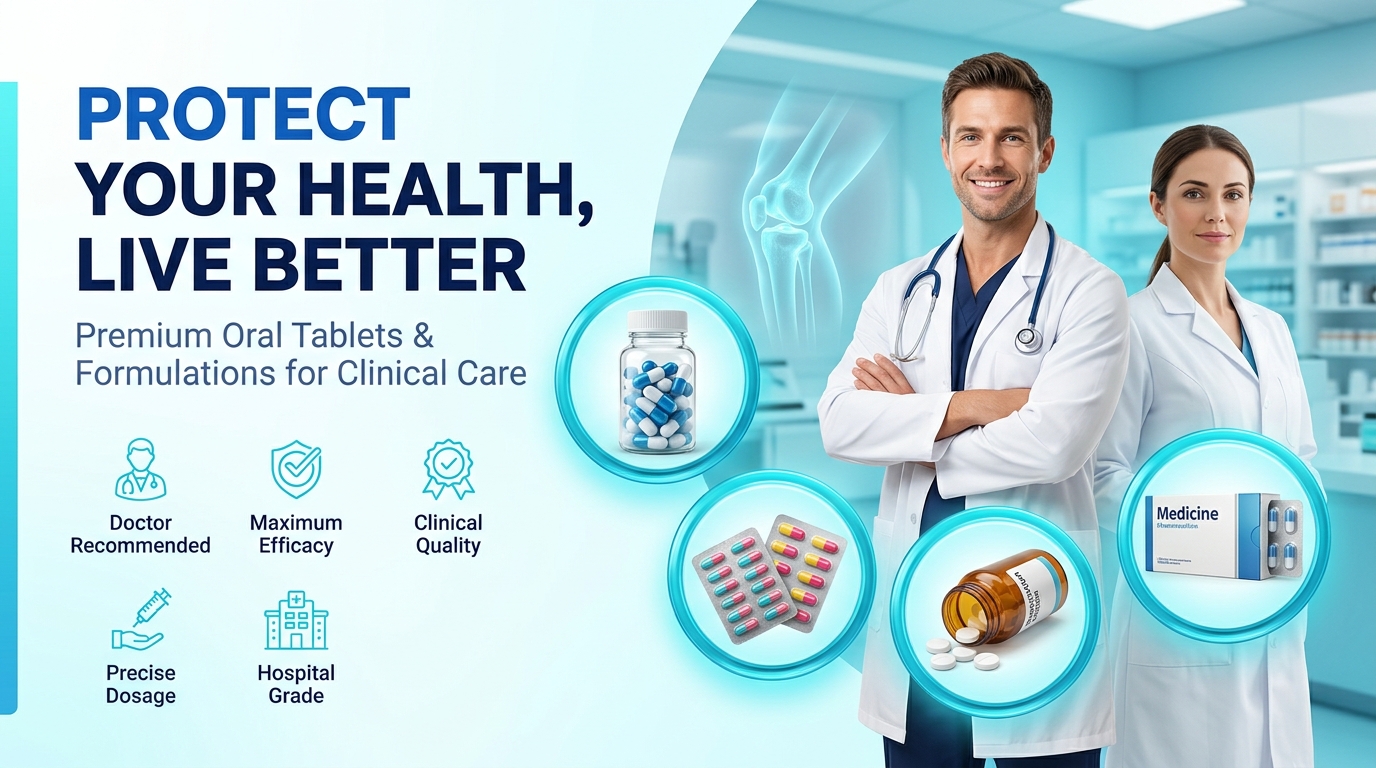 PROTECT
YOUR HEALTH,
LIVE BETTER
Premium Oral Tablets &
Formulations for Clinical Care
Doctor
Recommended
Maximum
Efficacy
Clinical
Quality
Precise
Dosage
Hospital
Grade
Medicine